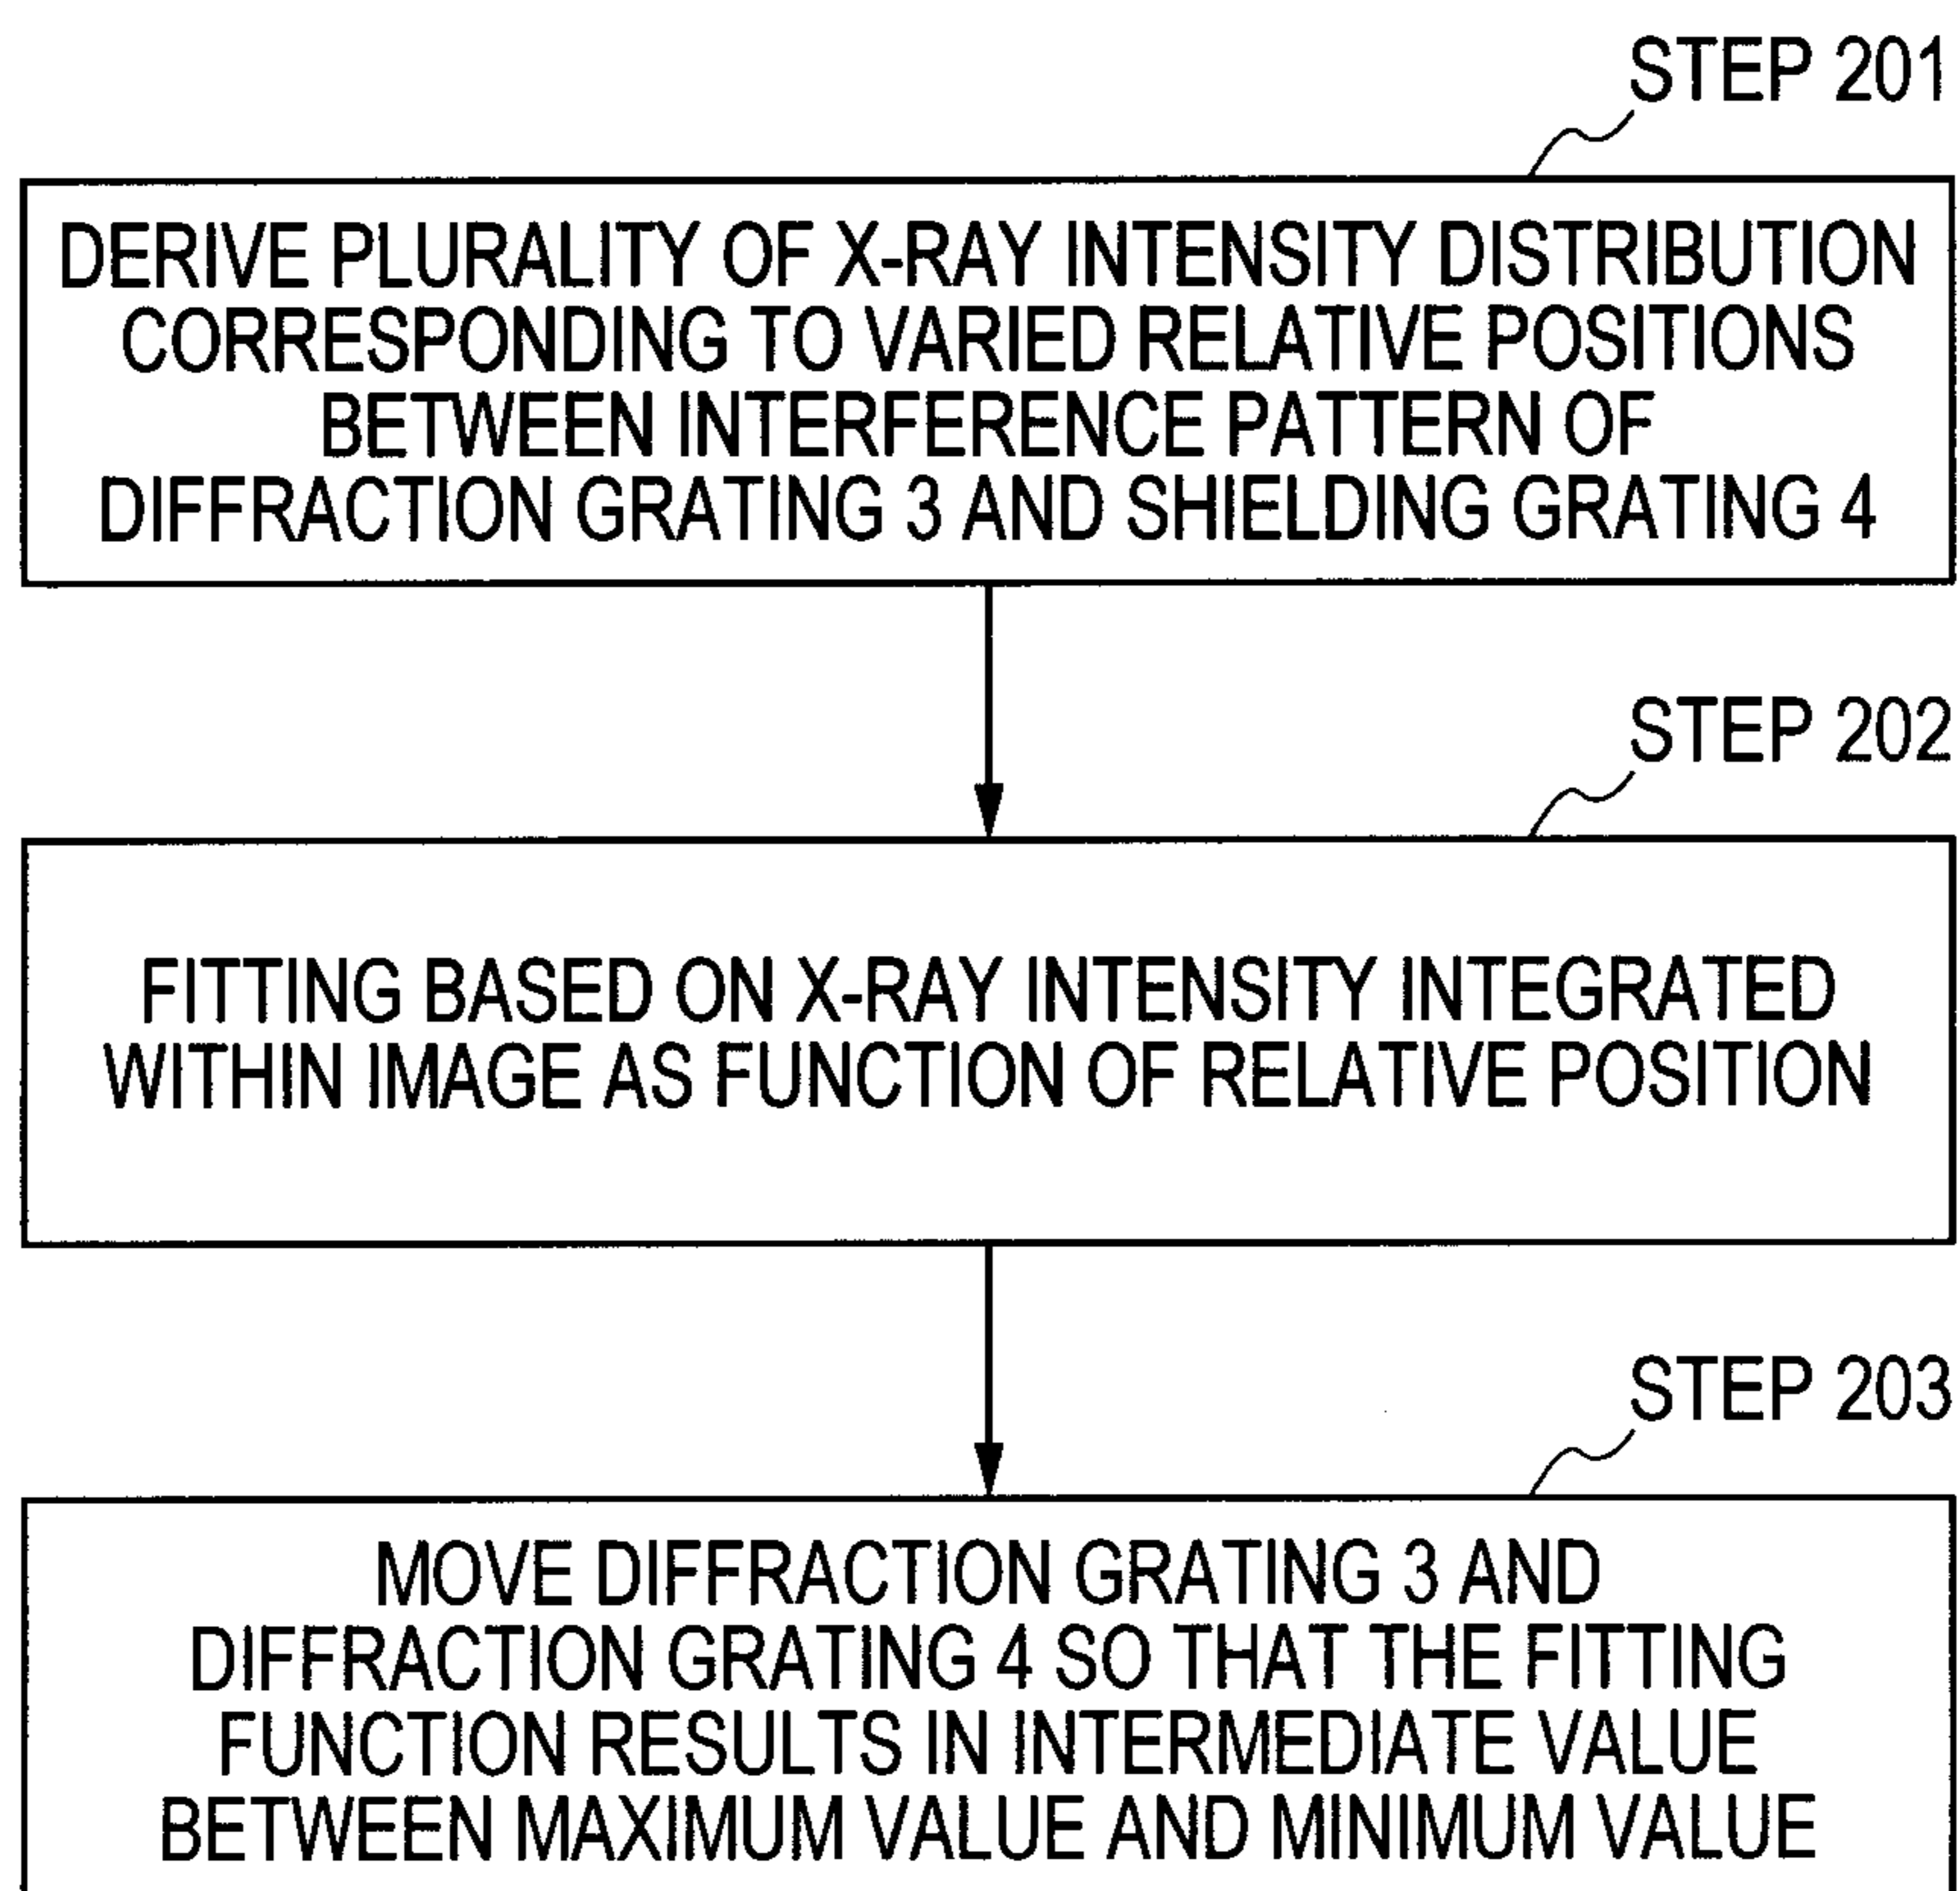 STEP 201
DERIVE PLURALITY OF X-RAY INTENSITY DISTRIBUTION
CORRESPONDING TO VARIED RELATIVE POSITIONS
BETWEEN INTERFERENCE PATTERN OF
DIFFRACTION GRATING 3 AND SHIELDING GRATING 4
STEP 202
FITTING BASED ON X-RAY INTENSITY INTEGRATED
WITHIN IMAGE AS FUNCTION OF RELATIVE POSITION
STEP 203
MOVE DIFFRACTION GRATING 3 AND
DIFFRACTION GRATING 4 SO THAT THE FITTING
FUNCTION RESULTS IN INTERMEDIATE VALUE
BETWEEN MAXIMUM VALUE AND MINIMUM VALUE